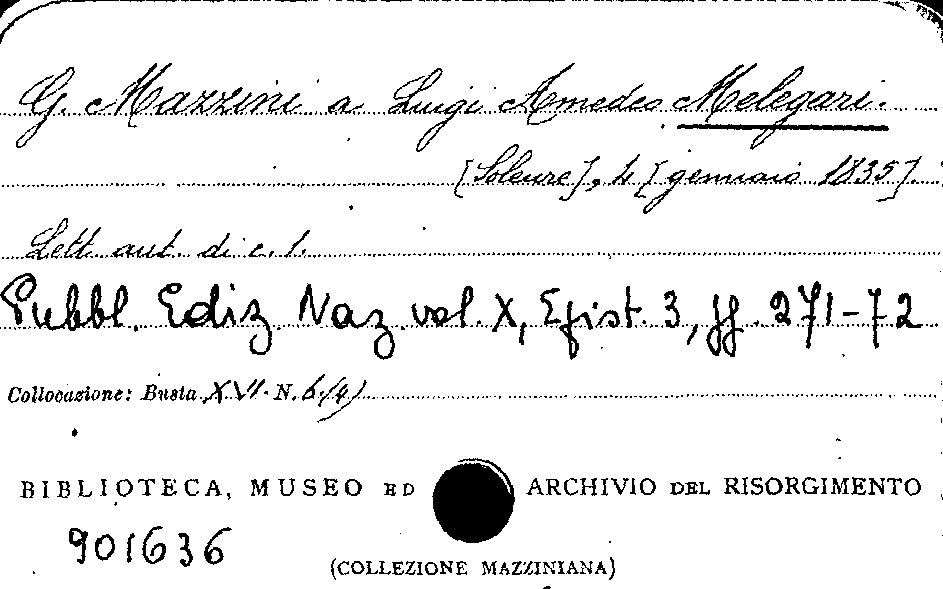 G. Mazzini a Luigi Amedeo Melegari.
[Soleure], 4 [gennaio 1835].
Lett. aut. di c. 1.
Pubbl. Ediz Naz. vol. X, Epist. 3, pp. 271-72
Collocazione: Busta XVI. N. 6/(4)
BIBLIOTECA, MUSEO ED ARCHIVIO DEL RISORGIMENTO
901636
(COLLEZIONE MAZZINIANA)